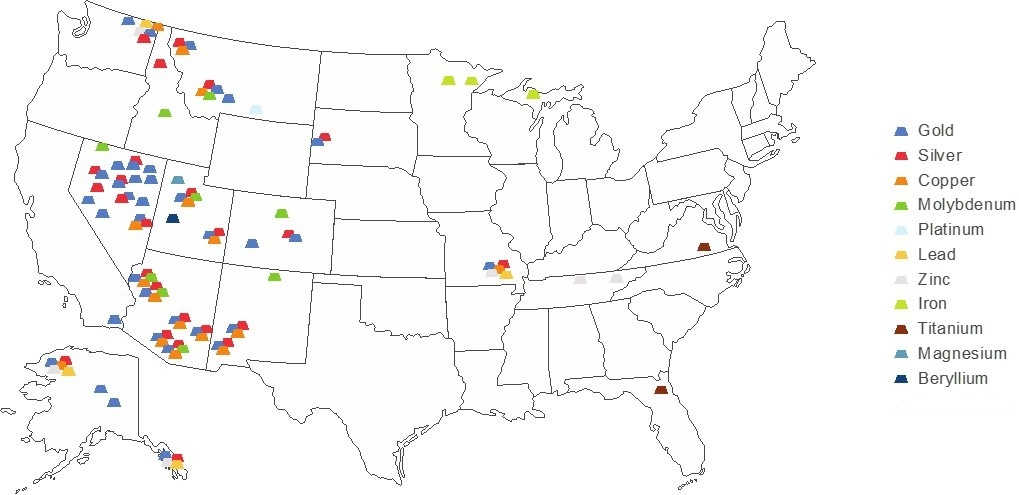 Gold
Silver
Copper
Molybdenum
Platinum
Lead
Zinc
Iron
Titanium
Magnesium
Beryllium